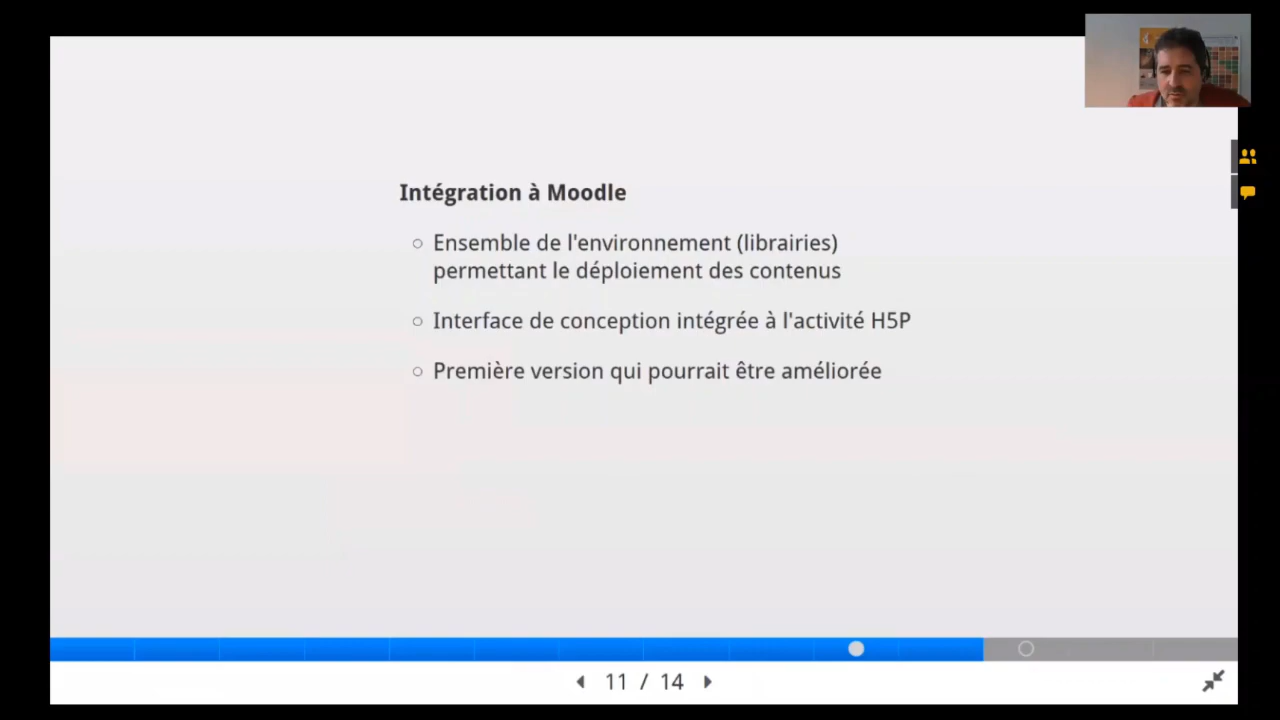 Intégration à Moodle
Ensemble de l'environnement (librairies)
permettant le déploiement des contenus
Interface de conception intégrée à l'activité H5P
Première version qui pourrait être améliorée
11 / 14